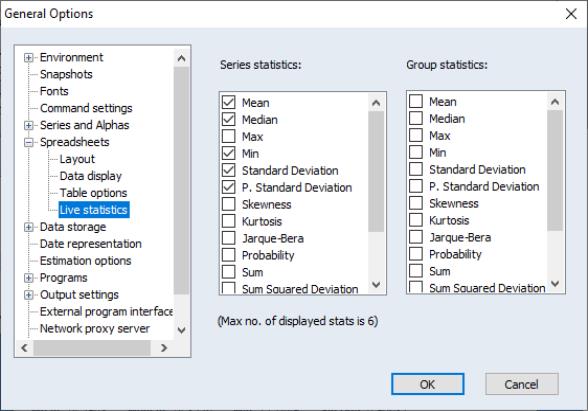 General Options
Environment
Snapshots
Fonts
Command settings
Series and Alphas
Spreadsheets
Layout
Data display
Table options
Live statistics
Data storage
Date representation
Estimation options
Programs
Output settings
External program interface
Network proxy server
Series statistics:
Mean
Median
Max
Min
Standard Deviation
P. Standard Deviation
Skewness
Kurtosis
Jarque-Bera
Probability
Sum
Sum Squared Deviation
Group statistics:
Mean
Median
Max
Min
Standard Deviation
P. Standard Deviation
Skewness
Kurtosis
Jarque-Bera
Probability
Sum
Sum Squared Deviation
(Max no. of displayed stats is 6)
OK
Cancel